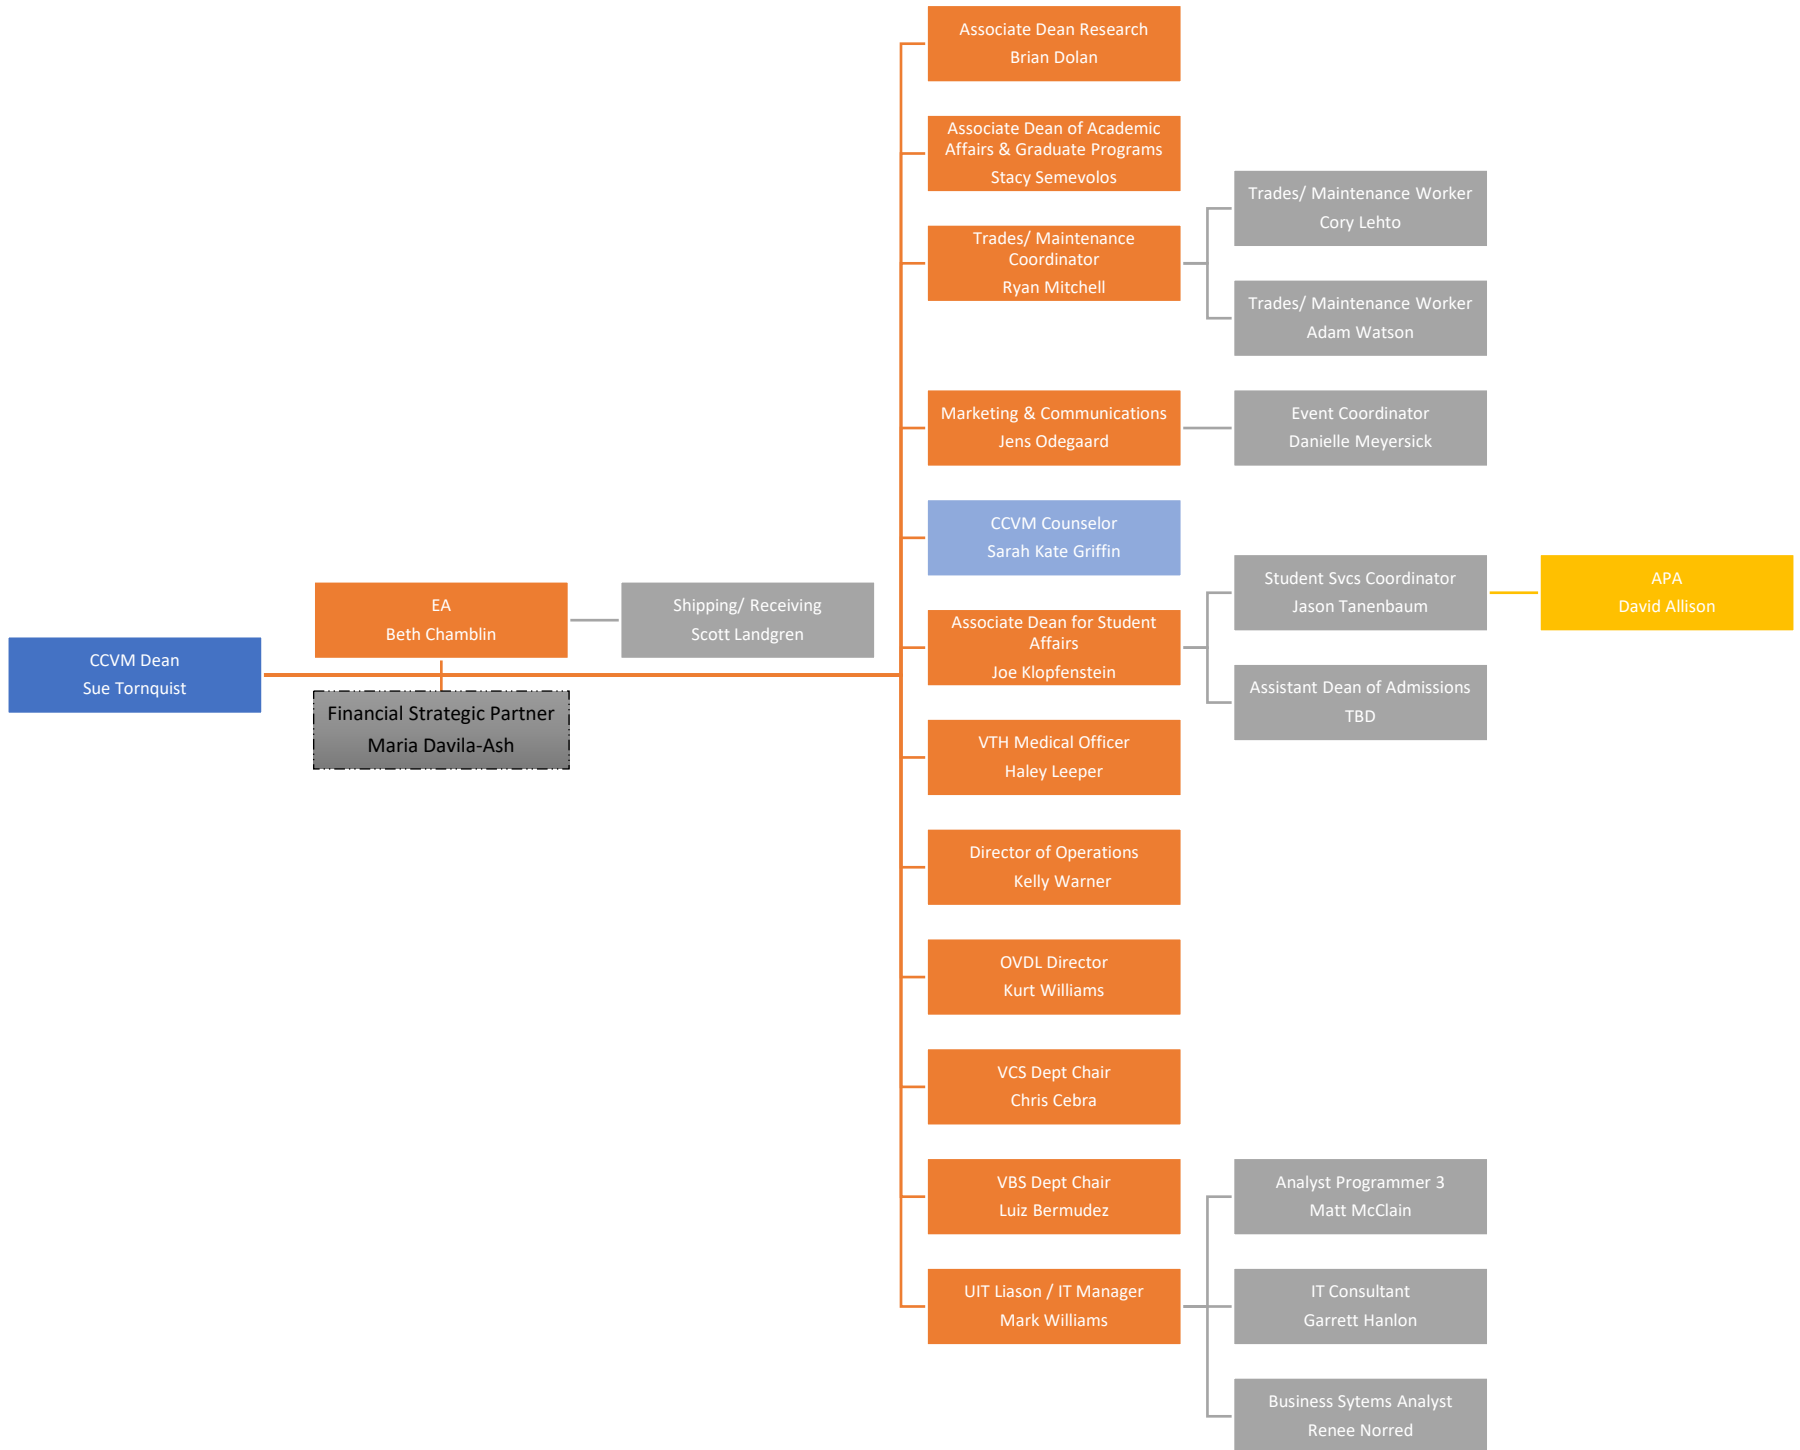 CCVM Dean
Sue Tornquist
EA
Beth Chamblin
Shipping/ Receiving
Scott Landgren
Financial Strategic Partner
Maria Davila-Ash
Associate Dean Research
Brian Dolan
Associate Dean of Academic
Affairs & Graduate Programs
Stacy Semevolos
Trades/ Maintenance
Coordinator
Ryan Mitchell
Trades/ Maintenance Worker
Cory Lehto
Trades/ Maintenance Worker
Adam Watson
Marketing & Communications
Jens Odegaard
Event Coordinator
Danielle Meyersick
CCVM Counselor
Sarah Kate Griffin
Associate Dean for Student
Affairs
Joe Klopfenstein
Student Svcs Coordinator
Jason Tanenbaum
APA
David Allison
Assistant Dean of Admissions
TBD
VTH Medical Officer
Haley Leeper
Director of Operations
Kelly Warner
OVDL Director
Kurt Williams
VCS Dept Chair
Chris Cebra
VBS Dept Chair
Luiz Bermudez
UIT Liason / IT Manager
Mark Williams
Analyst Programmer 3
Matt McClain
IT Consultant
Garrett Hanlon
Business Sytems Analyst
Renee Norred